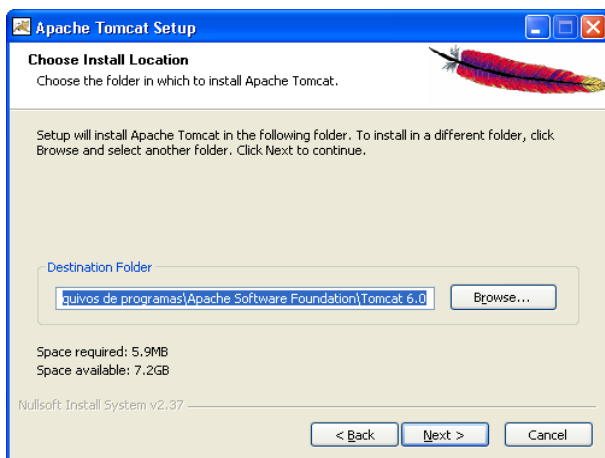 Apache Tomcat Setup
Choose Install Location
Choose the folder in which to install Apache Tomcat.
Setup will install Apache Tomcat in the following folder. To install in a different folder, click
Browse and select another folder. Click Next to continue.
Destination Folder
quivos de programas\Apache Software Foundation\Tomcat 6.0
Browse...
Space required: 5.9MB
Space available: 7.2GB
Nullsoft Install System v2.37
< Back
Next >
Cancel